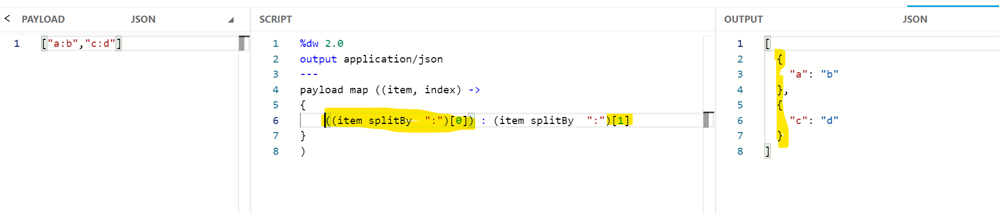 < PAYLOAD JSON
1 ["a:b","c:d"]
SCRIPT
1 %dw 2.0
2 output application/json
3 ---
4 payload map ((item, index) ->
5 {
6 ((item splitBy  ":")[0]) : (item splitBy  ":")[1]
7 }
8 )
OUTPUT JSON
1 [
2 {
3 "a": "b"
4 },
5 {
6 "c": "d"
7 }
8 ]